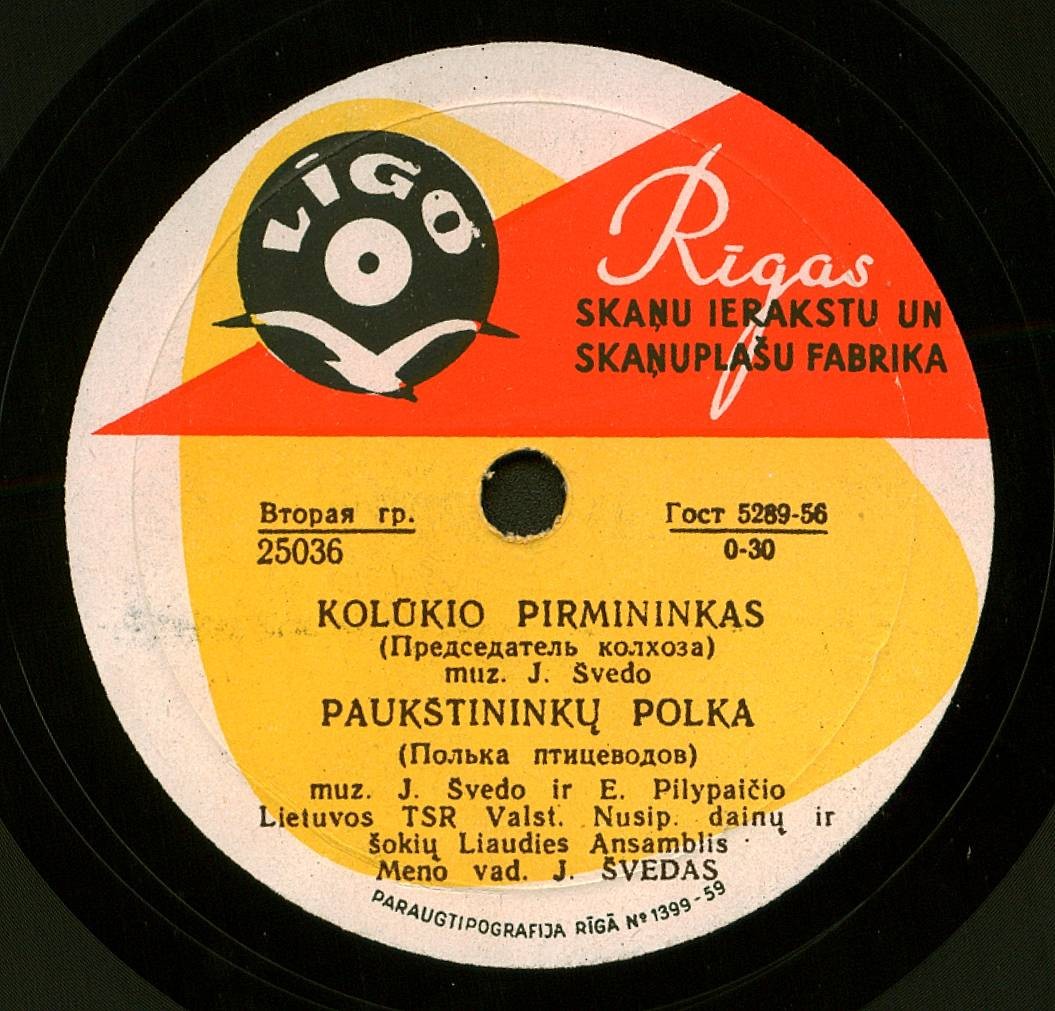 LĪGO
Rīgas
SKAŅU IERAKSTU UN
SKAŅUPLAŠU FABRIKA
Вторая гр.
25036
Гост 5289-56
0-30
KOLŪKIO PIRMININKAS
(Председатель колхоза)
muz. J. Švedo
PAUKŠTININKŲ POLKA
(Полька птицеводов)
muz. J. Švedo ir E. Pilypaičio
Lietuvos TSR Valst. Nusip. dainų ir
šokių Liaudies Ansamblis
Meno vad. J. ŠVEDAS
PARAUGTIPOGRAFIJA RĪGĀ № 1399-59